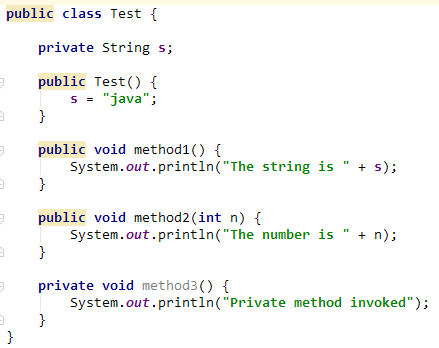 public class Test {
private String s;
public Test() {
s = "java";
}
public void method1() {
System.out.println("The string is " + s);
}
public void method2(int n) {
System.out.println("The number is " + n);
}
private void method3() {
System.out.println("Private method invoked");
}
}